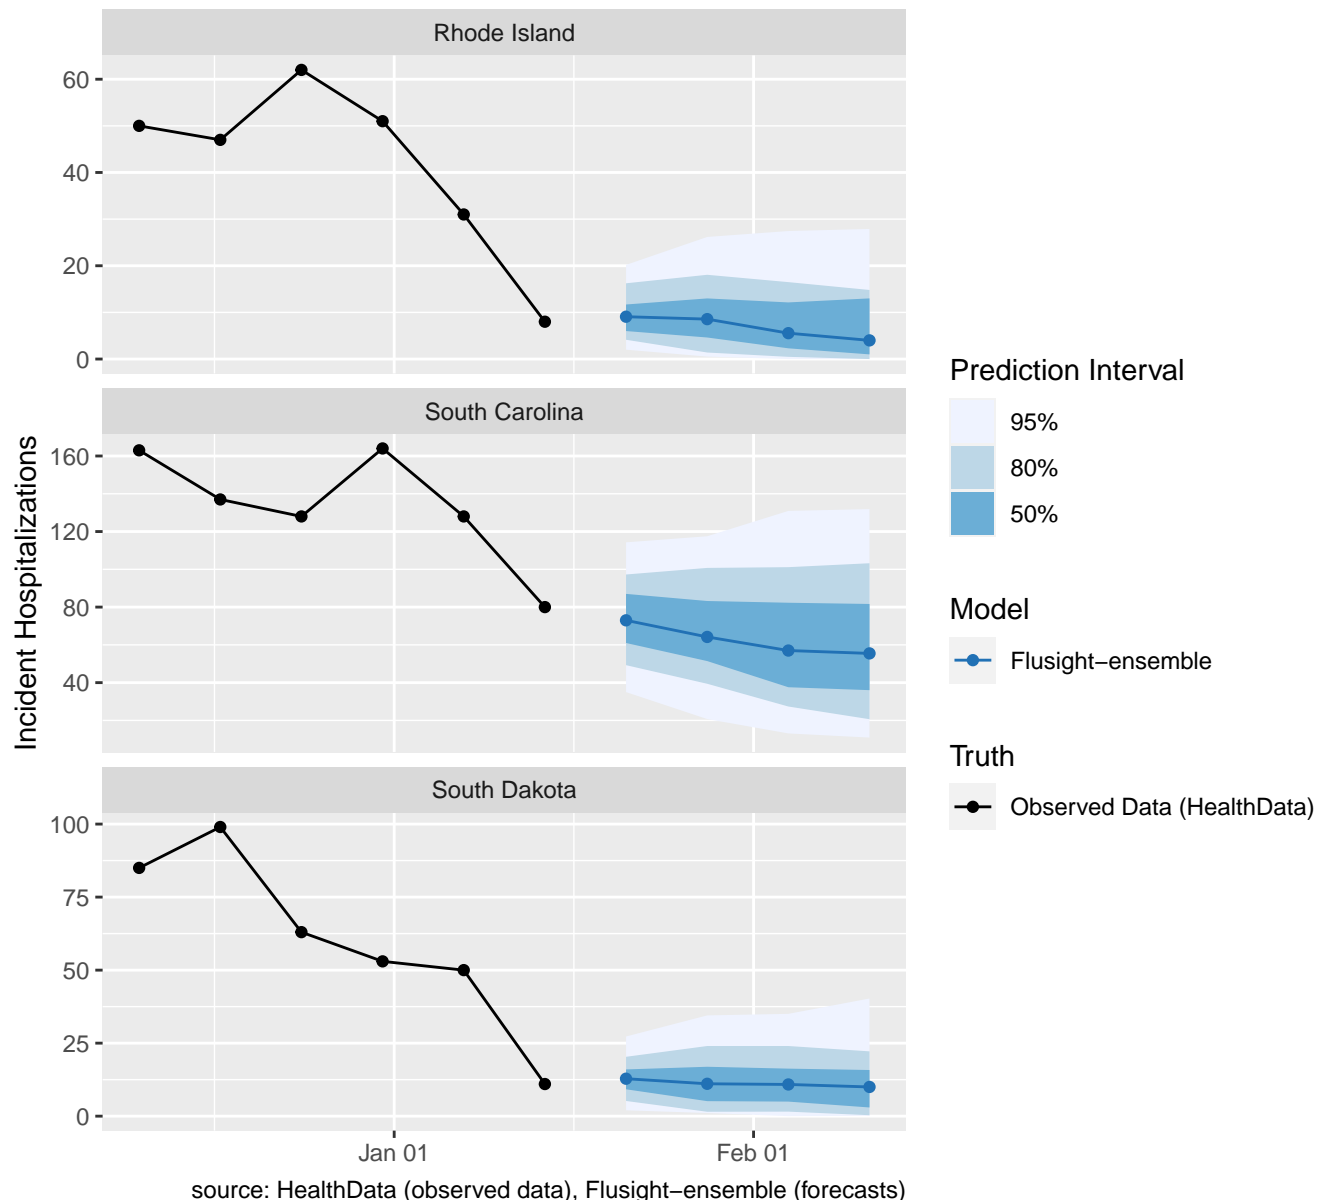 Rhode Island
60
40
20
0
South Carolina
160
120
80
40
South Dakota
100
75
50
25
0
Jan 01
Feb 01
Incident Hospitalizations
source: HealthData (observed data), Flusight−ensemble (forecasts)
Prediction Interval
95%
80%
50%
Model
Flusight−ensemble
Truth
Observed Data (HealthData)